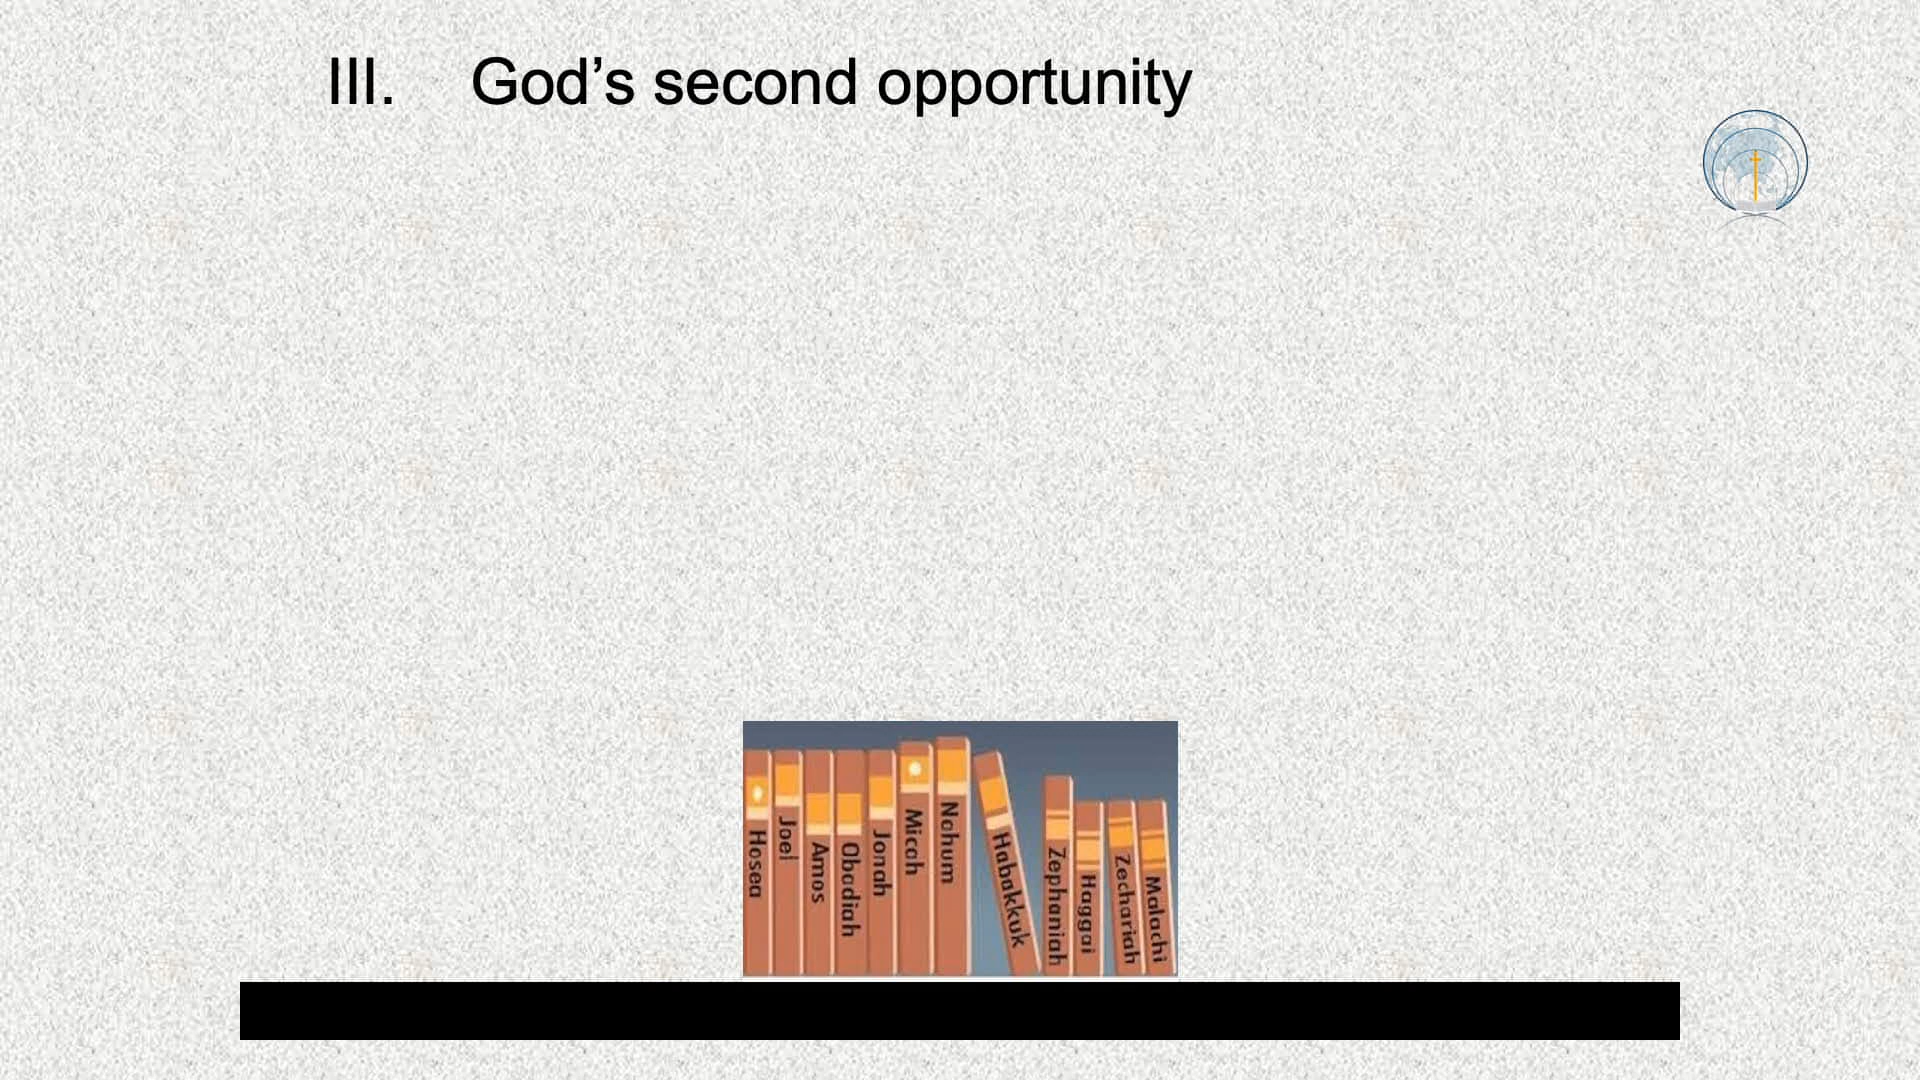 III. God’s second opportunity
Hosea
Joel
Amos
Obadiah
Jonah
Micah
Nahum
Habakkuk
Zephaniah
Haggai
Zechariah
Malachi